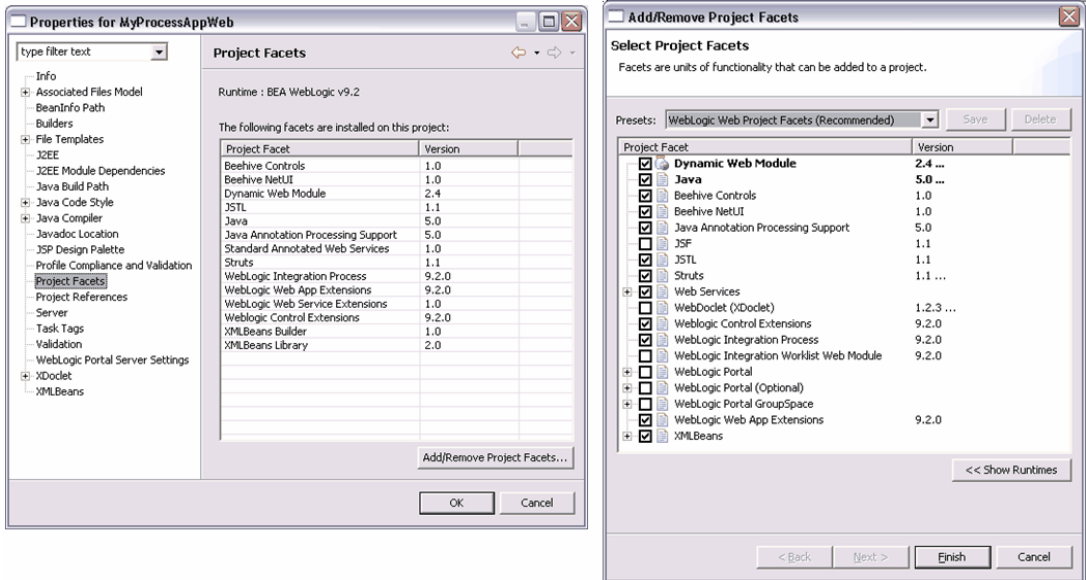 Properties for MyProcessAppWeb
type filter text
Info
Associated Files Model
BeanInfo Path
Builders
File Templates
J2EE
J2EE Module Dependencies
Java Build Path
Java Code Style
Java Compiler
Javadoc Location
JSP Design Palette
Profile Compliance and Validation
Project Facets
Project References
Server
Task Tags
Validation
WebLogic Portal Server Settings
XDoclet
XMLBeans
Project Facets
Runtime : BEA WebLogic v9.2
The following facets are installed on this project:
Project Facet Version
Beehive Controls 1.0
Beehive NetUI 1.0
Dynamic Web Module 2.4
JSTL 1.1
Java 5.0
Java Annotation Processing Support 5.0
Standard Annotated Web Services 1.0
Struts 1.1
WebLogic Integration Process 9.2.0
WebLogic Web App Extensions 9.2.0
WebLogic Web Service Extensions 1.0
Weblogic Control Extensions 9.2.0
XMLBeans Builder 1.0
XMLBeans Library 2.0
Add/Remove Project Facets...
OK Cancel
Add/Remove Project Facets
Select Project Facets
Facets are units of functionality that can be added to a project.
Presets: WebLogic Web Project Facets (Recommended) Save Delete
Project Facet Version
Dynamic Web Module 2.4 ...
Java 5.0 ...
Beehive Controls 1.0
Beehive NetUI 1.0
Java Annotation Processing Support 5.0
JSF 1.1
JSTL 1.1
Struts 1.1 ...
Web Services
WebDoclet (XDoclet) 1.2.3 ...
Weblogic Control Extensions 9.2.0
WebLogic Integration Process 9.2.0
WebLogic Integration Worklist Web Module 9.2.0
WebLogic Portal
WebLogic Portal (Optional)
WebLogic Portal GroupSpace
WebLogic Web App Extensions 9.2.0
XMLBeans
<< Show Runtimes
< Back Next > Finish Cancel